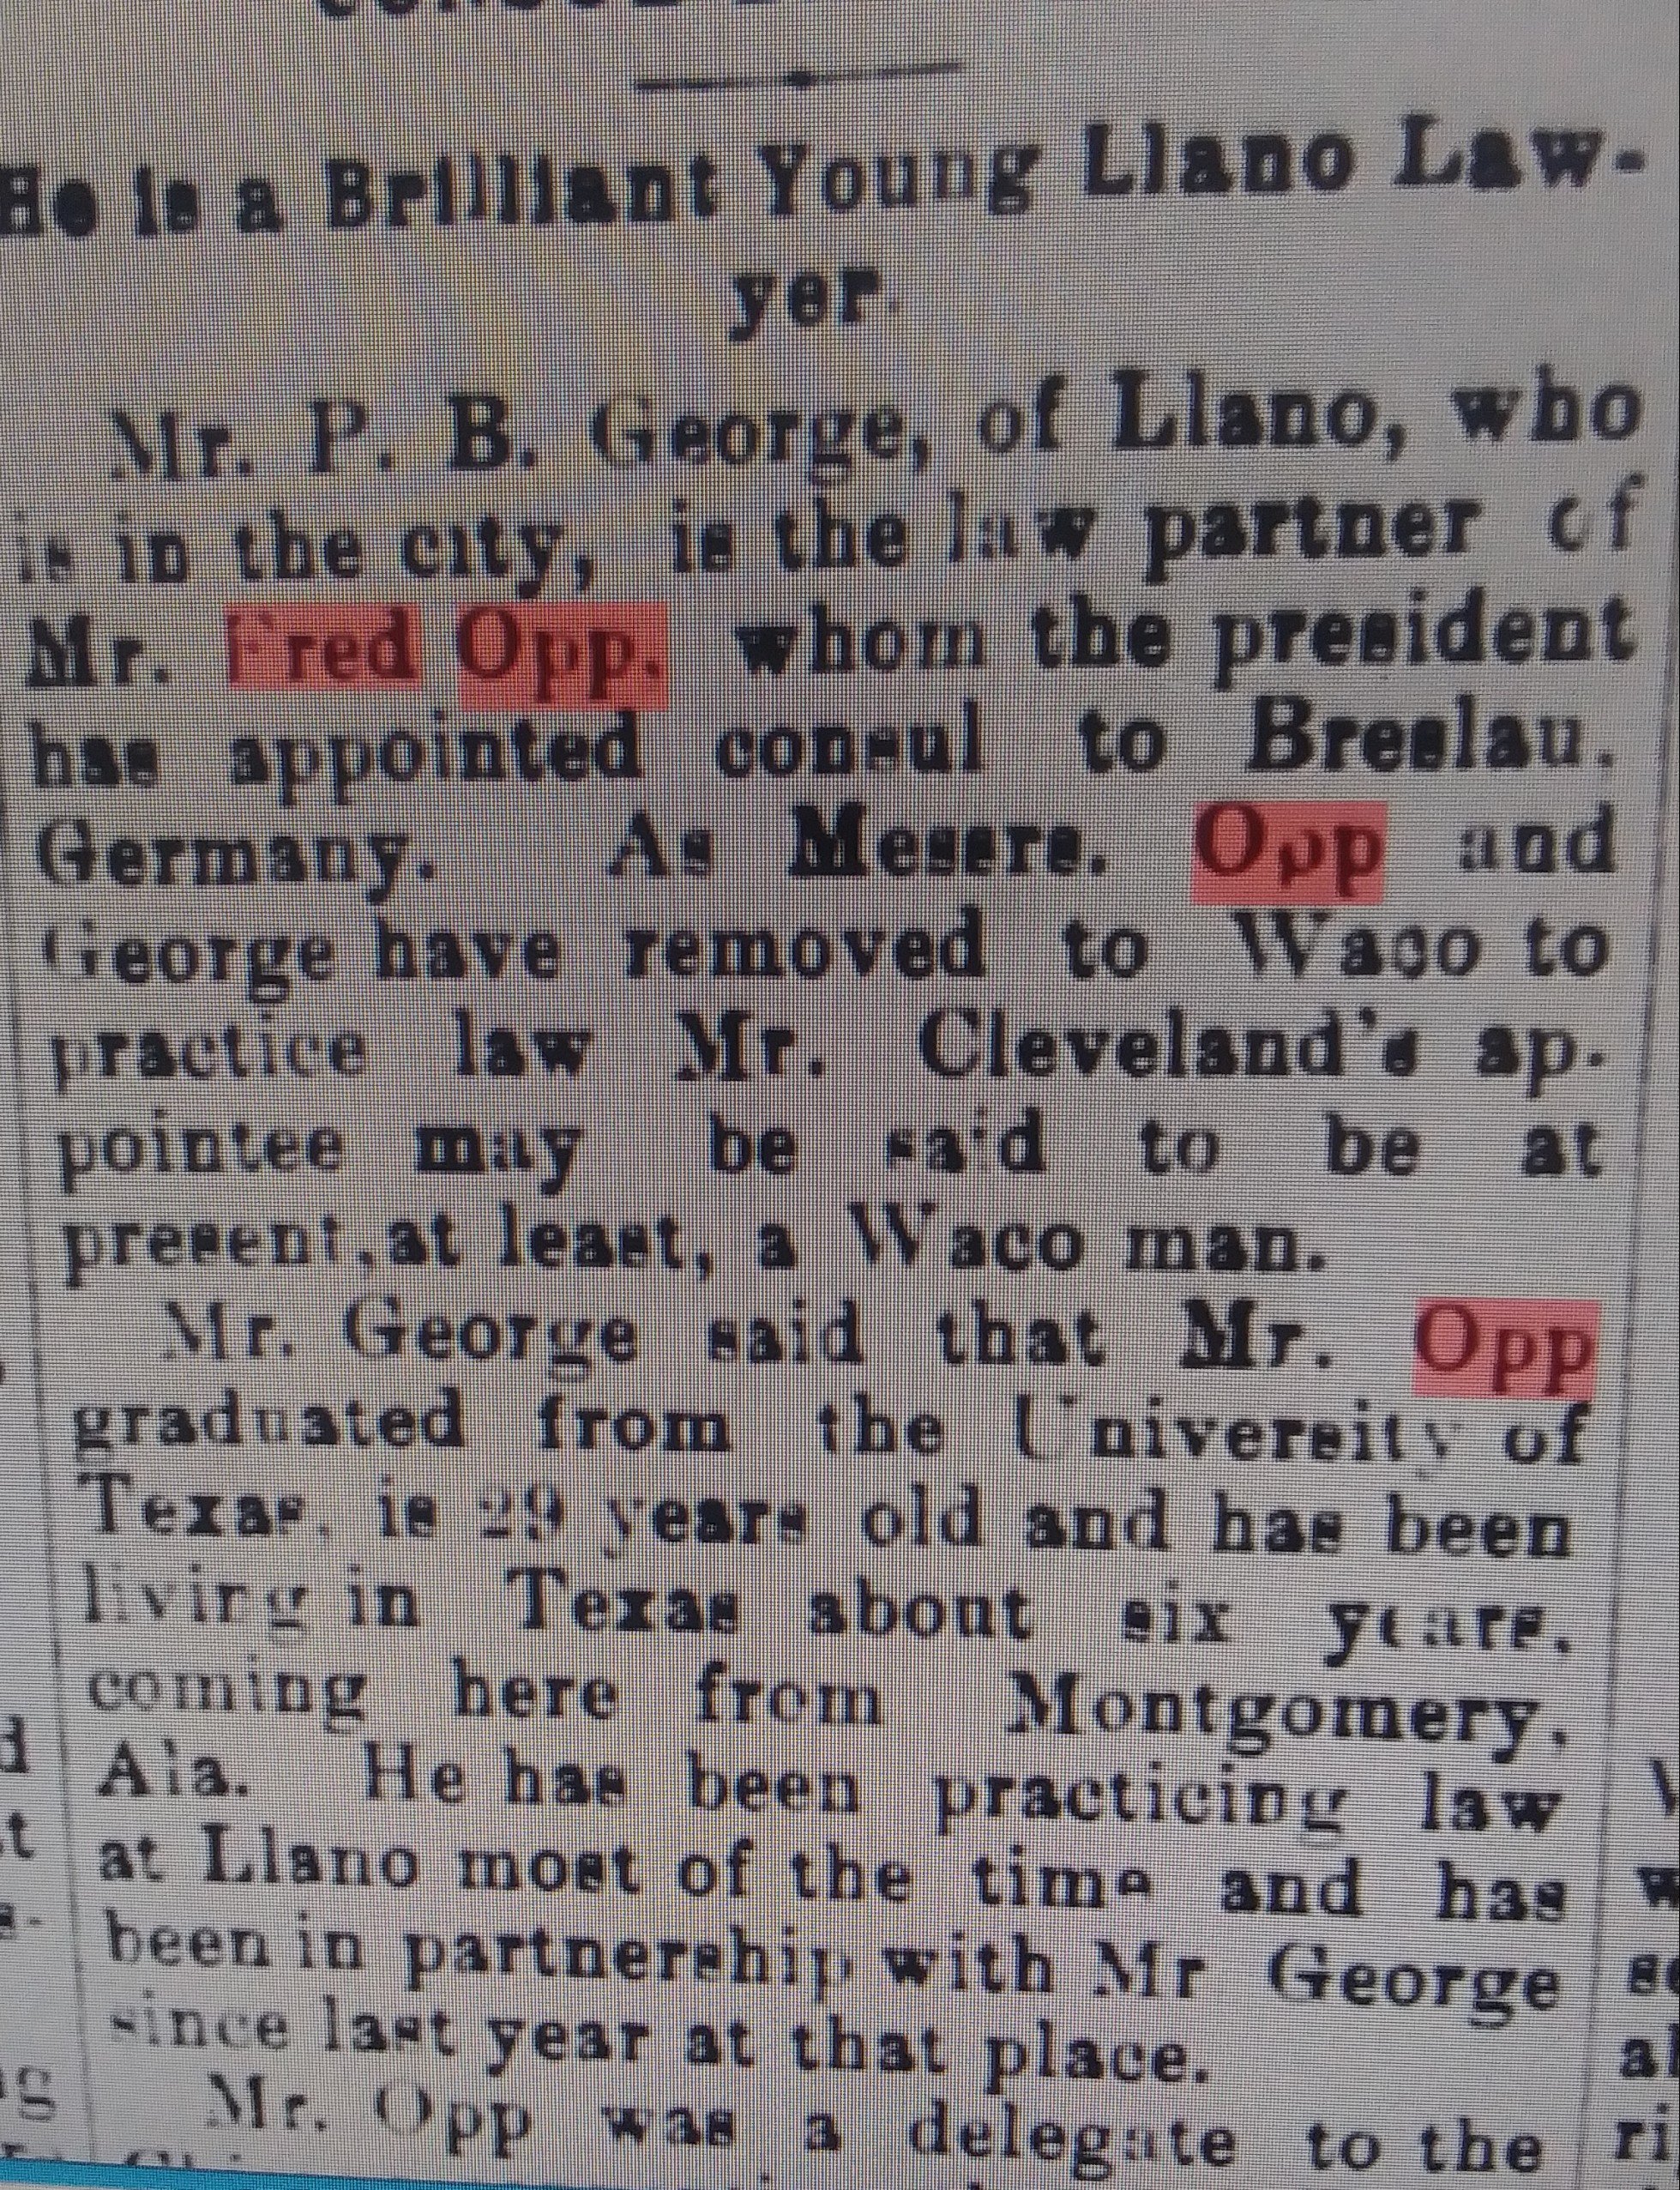 He is a Brilliant Young Llano Law-
yer.
Mr. P. B. George, of Llano, who
is in the city, is the law partner of
Mr. Fred Opp, whom the president
has appointed consul to Breslau,
Germany. As Messrs. Opp and
George have removed to Waco to
practice law Mr. Cleveland's ap-
pointee may be said to be at
present, at least, a Waco man.
Mr. George said that Mr. Opp
graduated from the University of
Texas, is 29 years old and has been
living in Texas about six years,
coming here from Montgomery,
Ala. He has been practicing law
at Llano most of the time and has
been in partnership with Mr George
since last year at that place.
Mr. Opp was a delegate to the